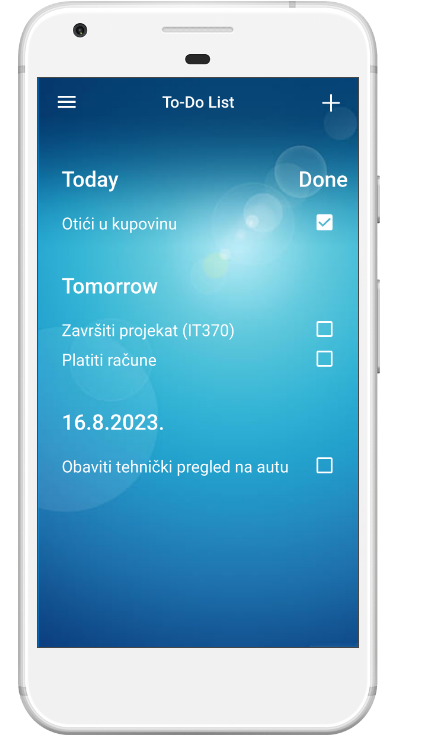 To-Do List
Today Done
Otići u kupovinu
Tomorrow
Završiti projekat (IT370)
Platiti račune
16.8.2023.
Obaviti tehnički pregled na autu